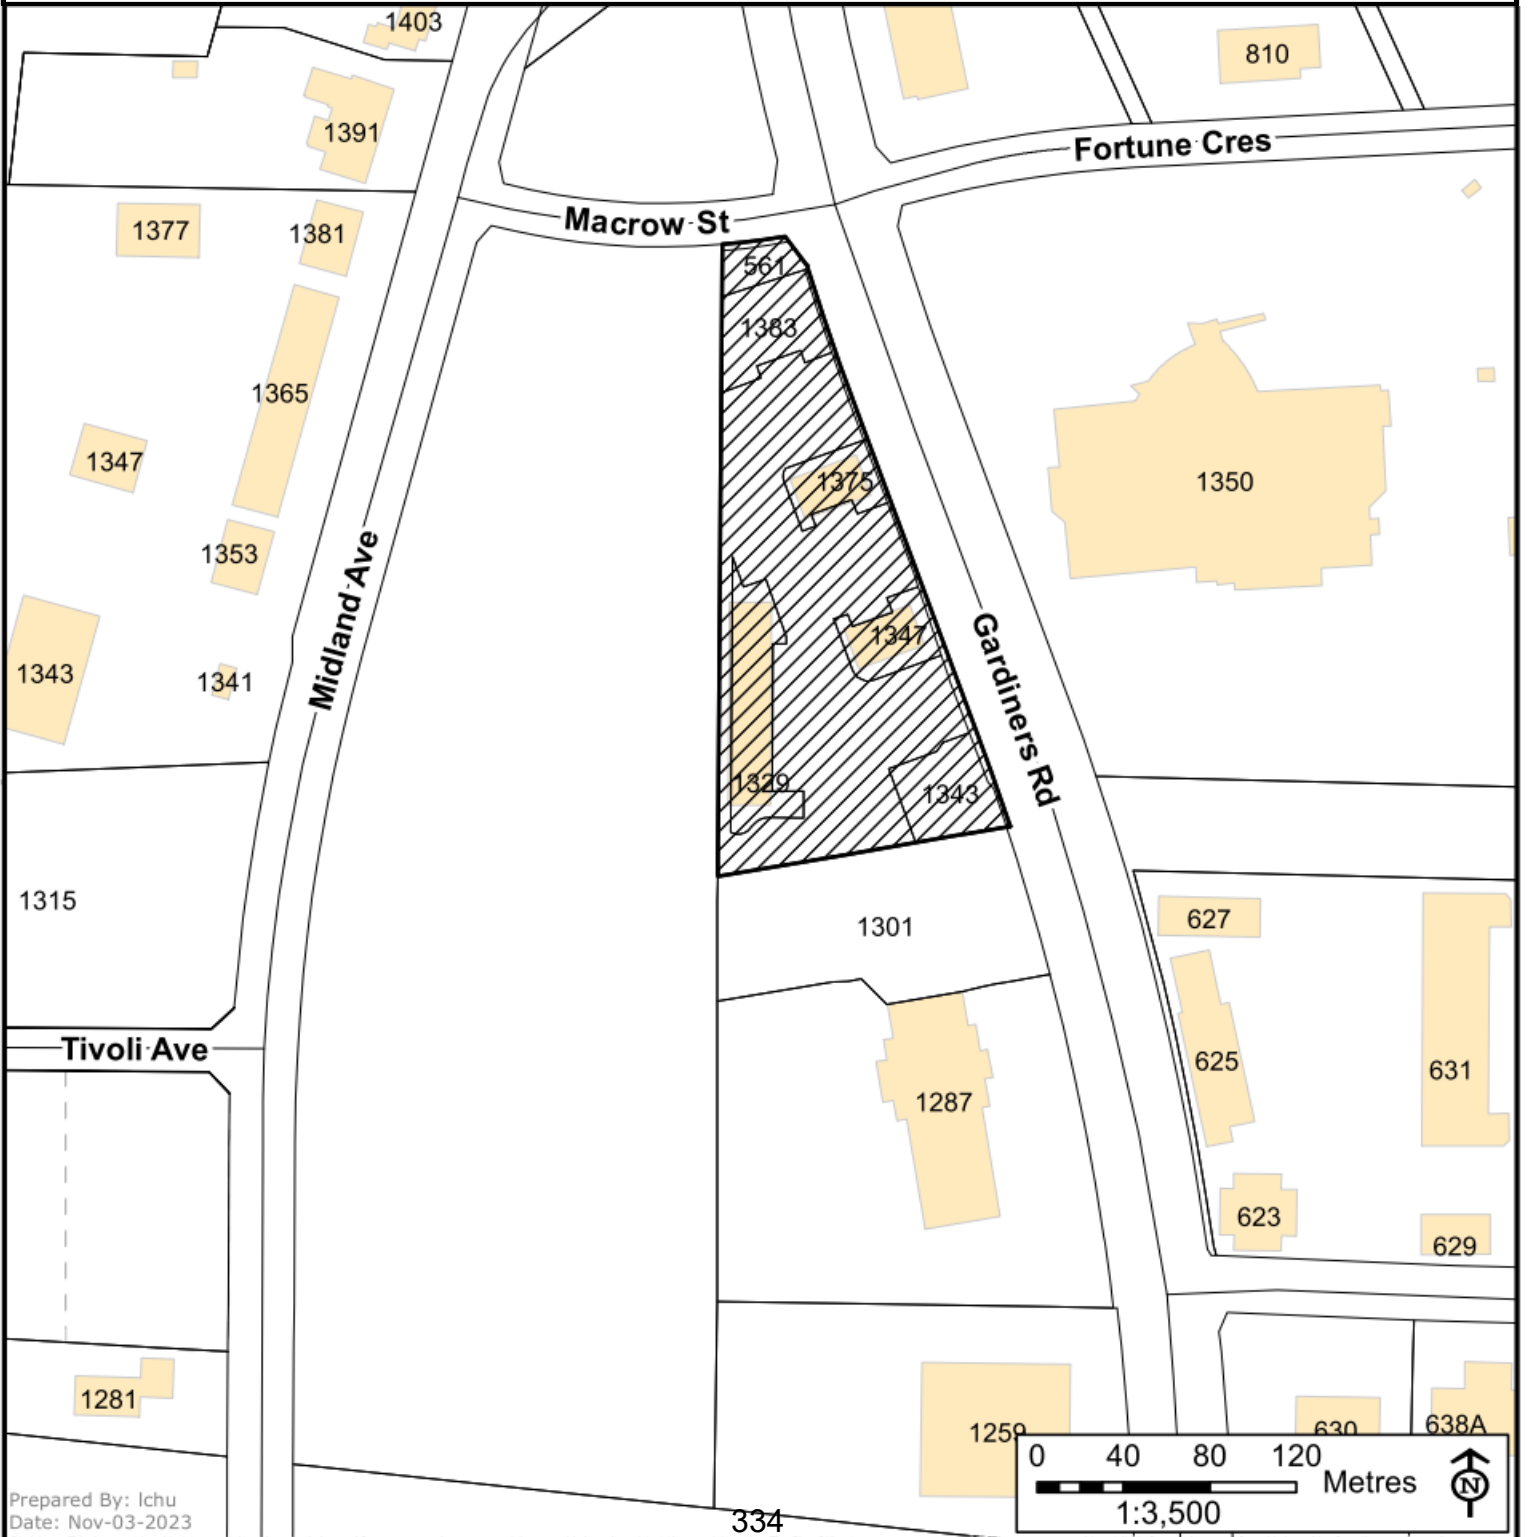 1403
810
1391
Fortune Cres
1377
1381
Macrow St
561
1383
1365
1347
1375
1350
1353
Midland Ave
1347
Gardiners Rd
1343
1341
1329
1343
1315
1301
627
Tivoli Ave
625
631
1287
623
629
1281
1259
630
638A
0 40 80 120
Metres
N
1:3,500
Prepared By: lchu
Date: Nov-03-2023
334